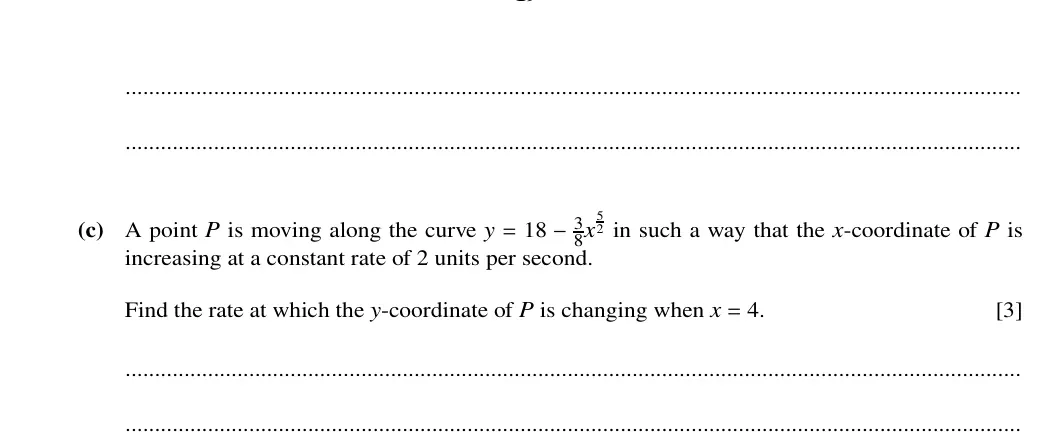 (c) A point P is moving along the curve y = 18 − 3/8 x^(5/2) in such a way that the x-coordinate of P is
increasing at a constant rate of 2 units per second.
Find the rate at which the y-coordinate of P is changing when x = 4. [3]